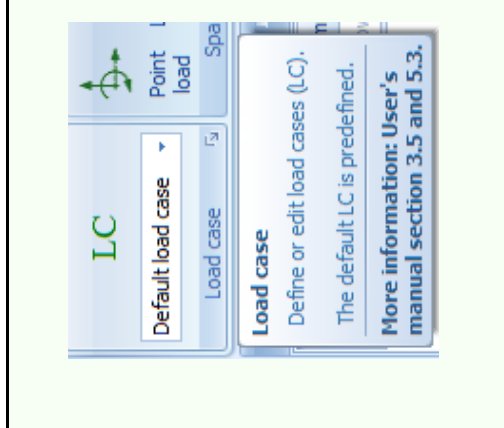 LC
Default load case
Load case
Point
load
Spa
Load case
Define or edit load cases (LC).
The default LC is predefined.
More information: User's
manual section 3.5 and 5.3.